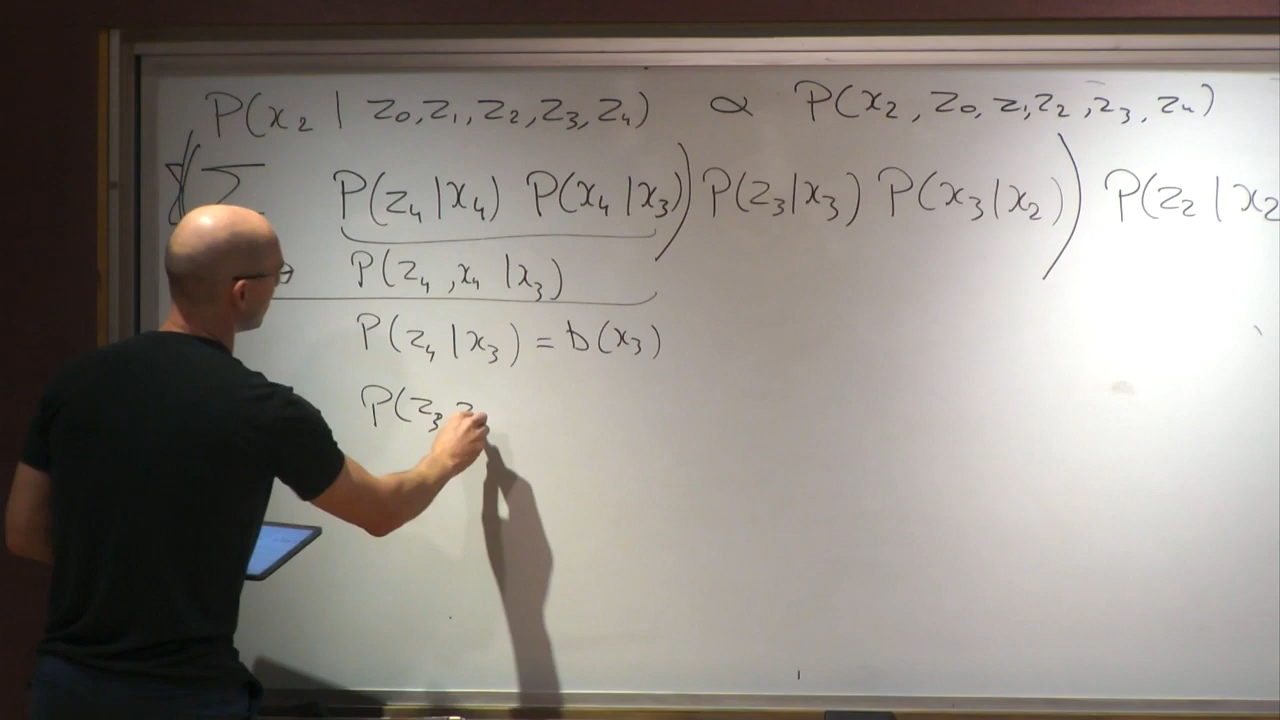 P(x₂ | z₀,z₁,z₂,z₃,z₄) ∝ P(x₂,z₀,z₁,z₂,z₃,z₄)
Σ P(z₄|x₄) P(x₄|x₃)) P(z₃|x₃) P(x₃|x₂)) P(z₂|x₂
P(z₄,x₄|x₃)
P(z₄|x₃) = b(x₃)
P(z₃ z